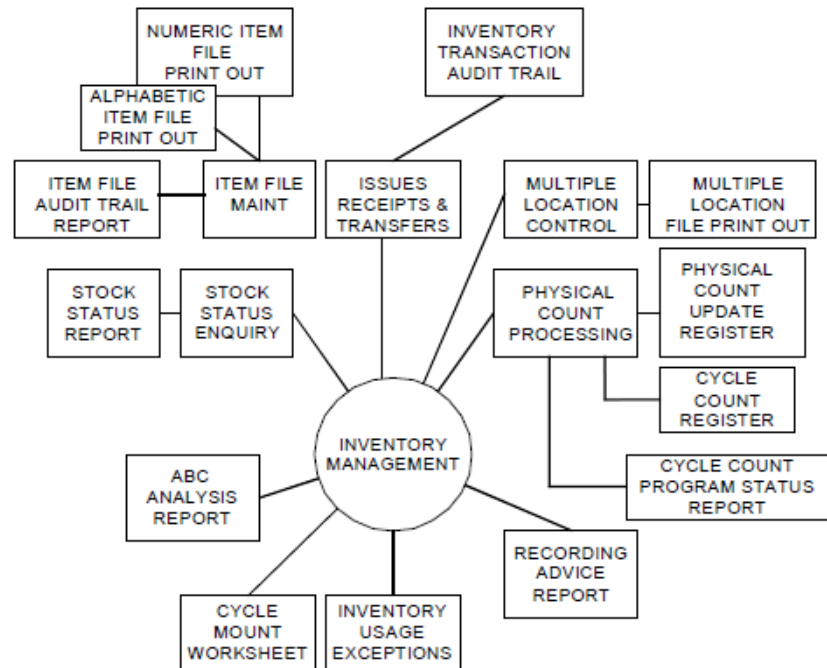 NUMERIC ITEM
FILE
PRINT OUT
INVENTORY
TRANSACTION
AUDIT TRAIL
ALPHABETIC
ITEM FILE
PRINT OUT
ITEM FILE
AUDIT TRAIL
REPORT
ITEM FILE
MAINT
ISSUES
RECEIPTS &
TRANSFERS
MULTIPLE
LOCATION
CONTROL
MULTIPLE
LOCATION
FILE PRINT OUT
STOCK
STATUS
REPORT
STOCK
STATUS
ENQUIRY
PHYSICAL
COUNT
PROCESSING
PHYSICAL
COUNT
UPDATE
REGISTER
CYCLE
COUNT
REGISTER
INVENTORY
MANAGEMENT
ABC
ANALYSIS
REPORT
CYCLE COUNT
PROGRAM STATUS
REPORT
RECORDING
ADVICE
REPORT
CYCLE
MOUNT
WORKSHEET
INVENTORY
USAGE
EXCEPTIONS